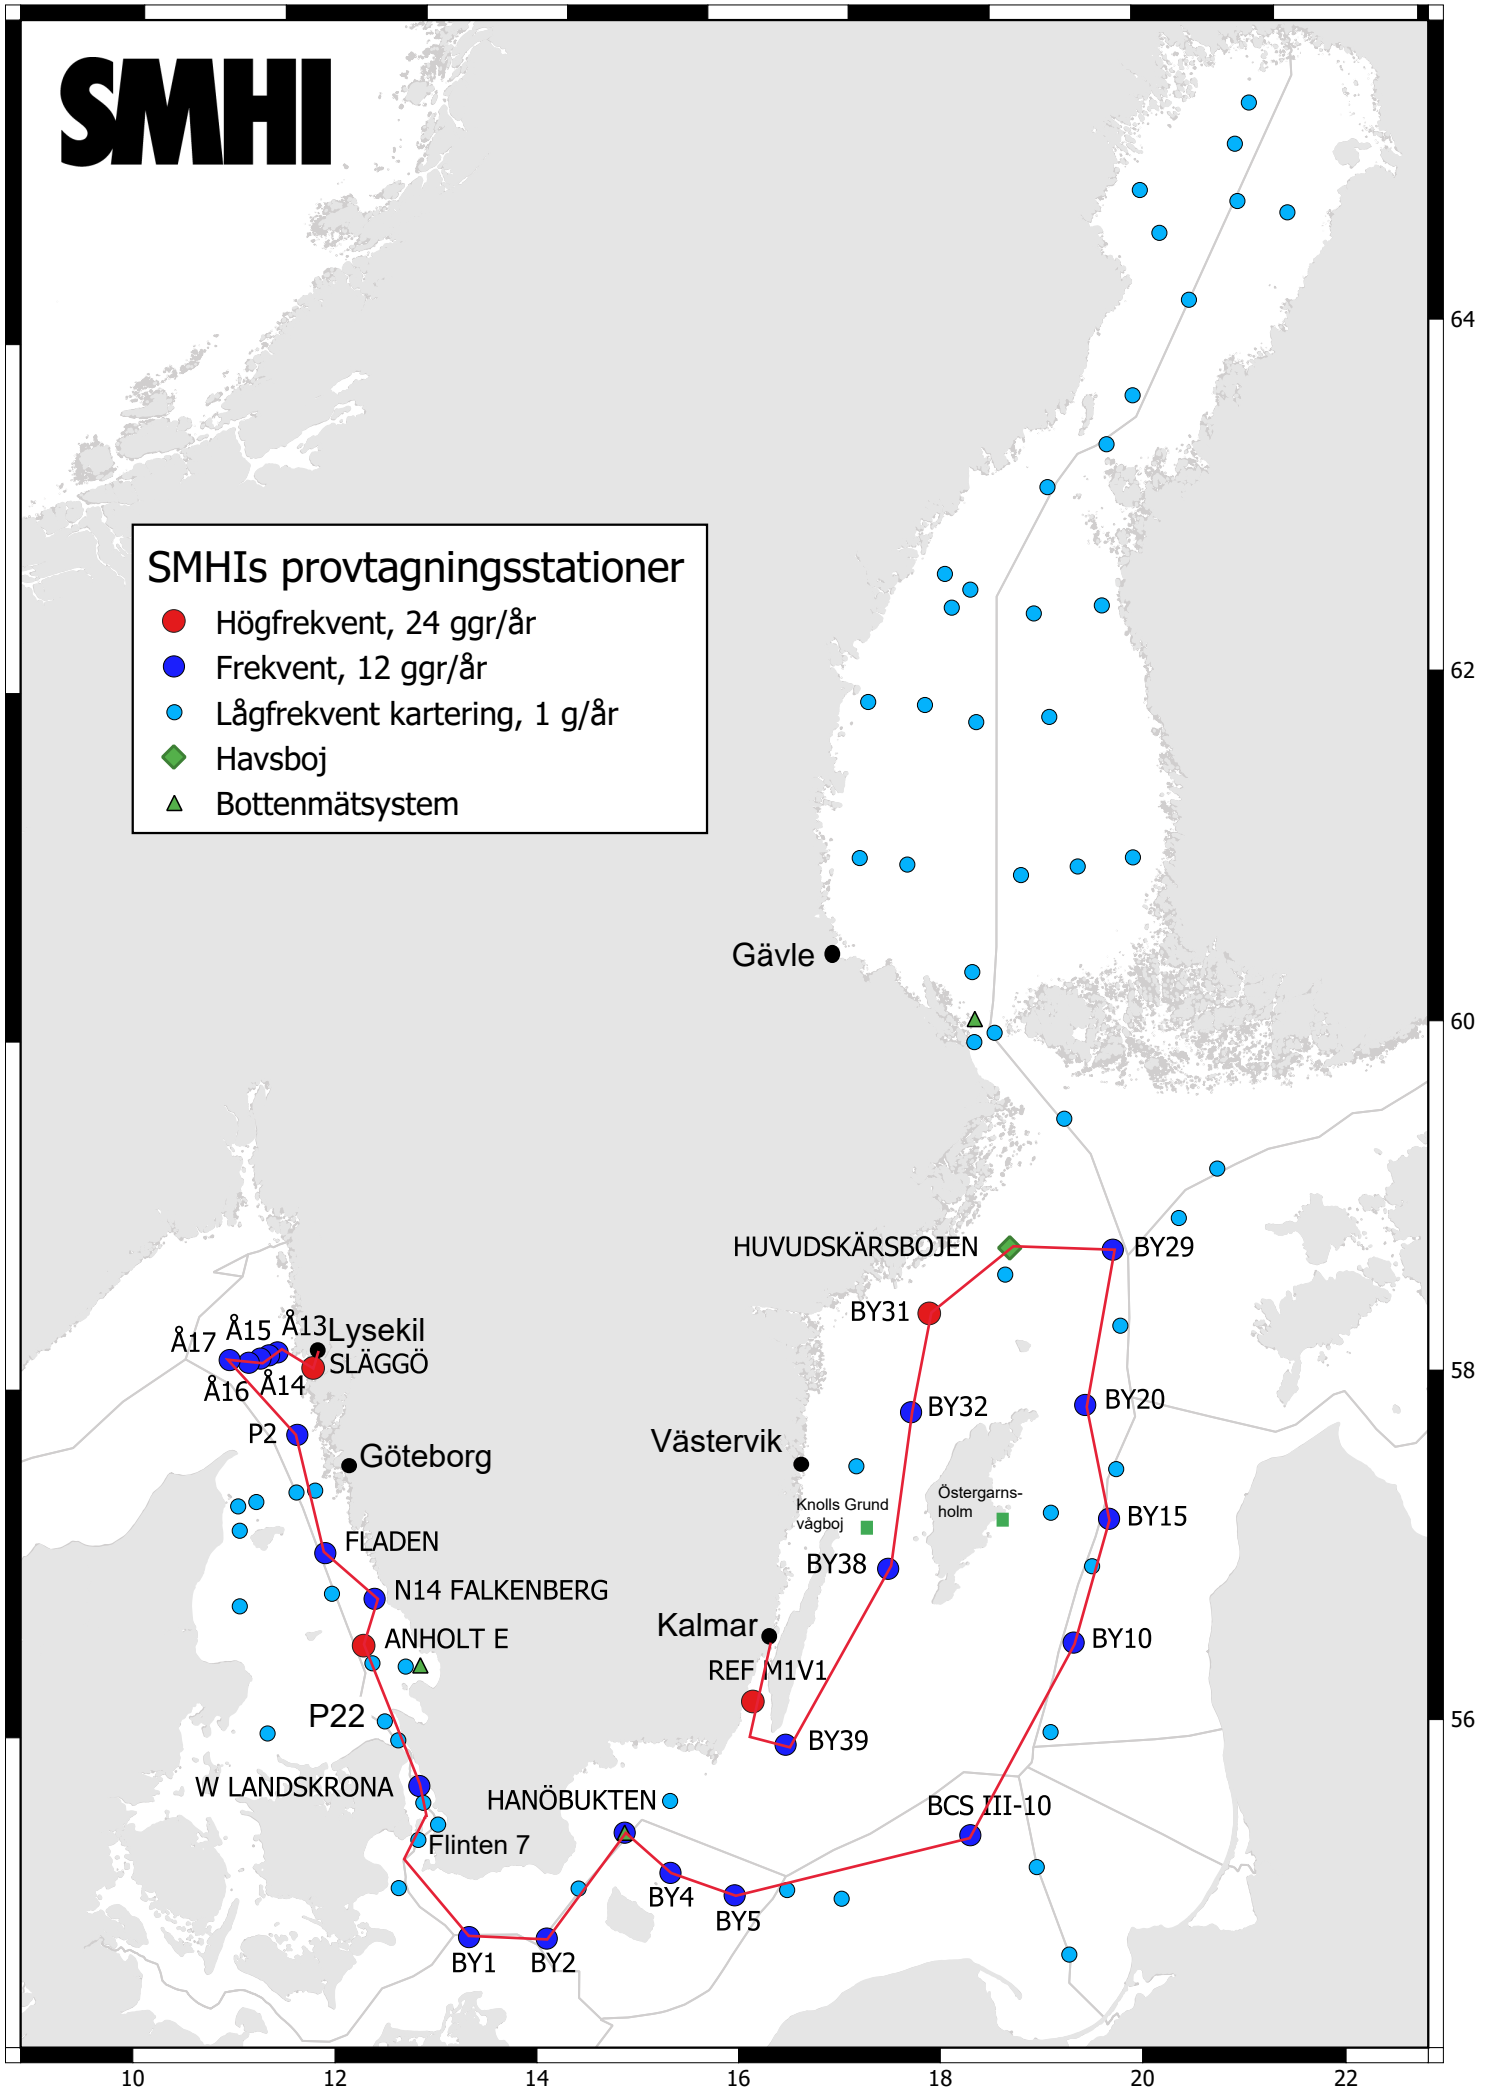 SMHI
64
SMHIs provtagningsstationer
Högfrekvent, 24 ggr/år
Frekvent, 12 ggr/år
Lågfrekvent kartering, 1 g/år
Havsboj
Bottenmätsystem
62
Gävle
60
HUVUDSKÄRSBOJEN
BY29
BY31
Å17
Å15
Å13
Lysekil
SLÄGGÖ
58
Å16
Å14
P2
BY32
BY20
Göteborg
Västervik
Knolls Grund
vågboj
Östergarns-
holm
BY15
FLADEN
BY38
N14 FALKENBERG
Kalmar
ANHOLT E
BY10
REF M1V1
P22
56
BY39
W LANDSKRONA
HANÖBUKTEN
BCS III-10
Flinten 7
BY4
BY5
BY1
BY2
10
12
14
16
18
20
22